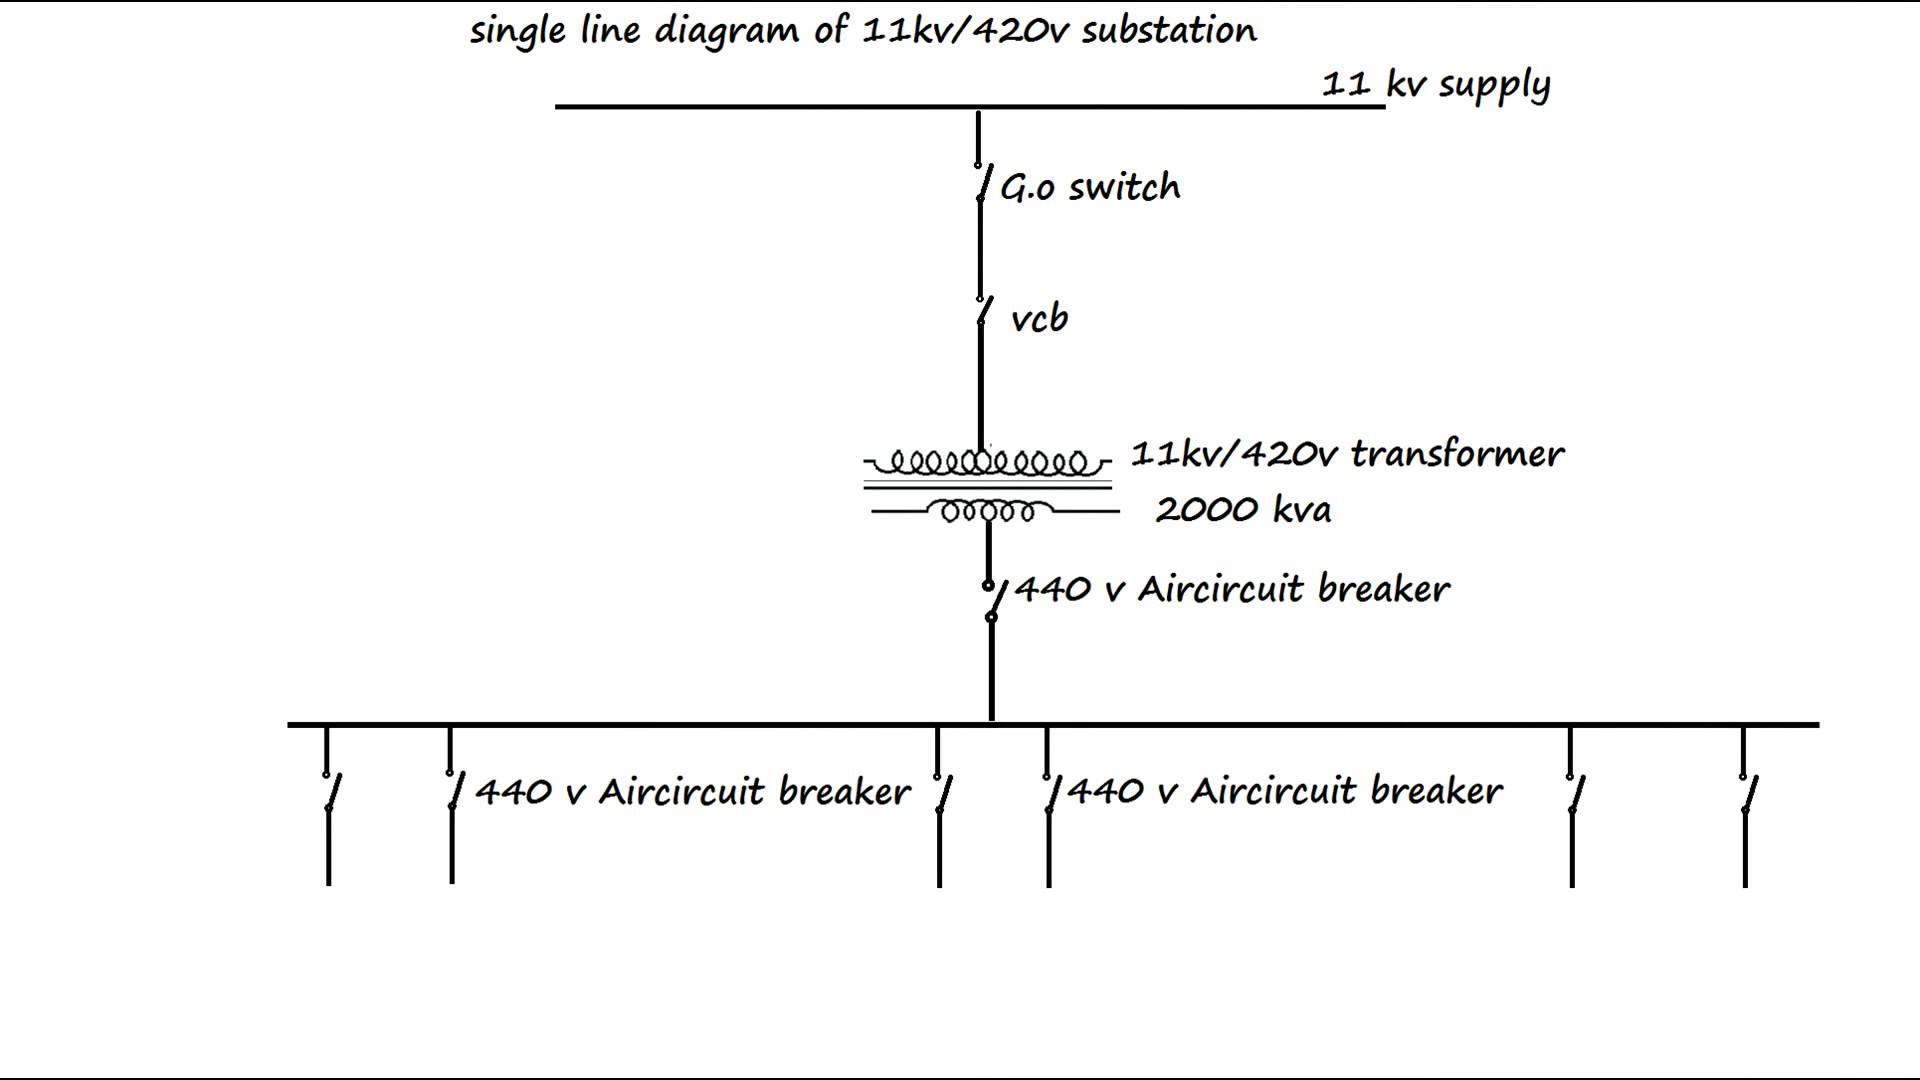 single line diagram of 11kv/420v substation
11 kv supply
G.o switch
vcb
11kv/420v transformer
2000 kva
440 v Aircircuit breaker
440 v Aircircuit breaker
440 v Aircircuit breaker